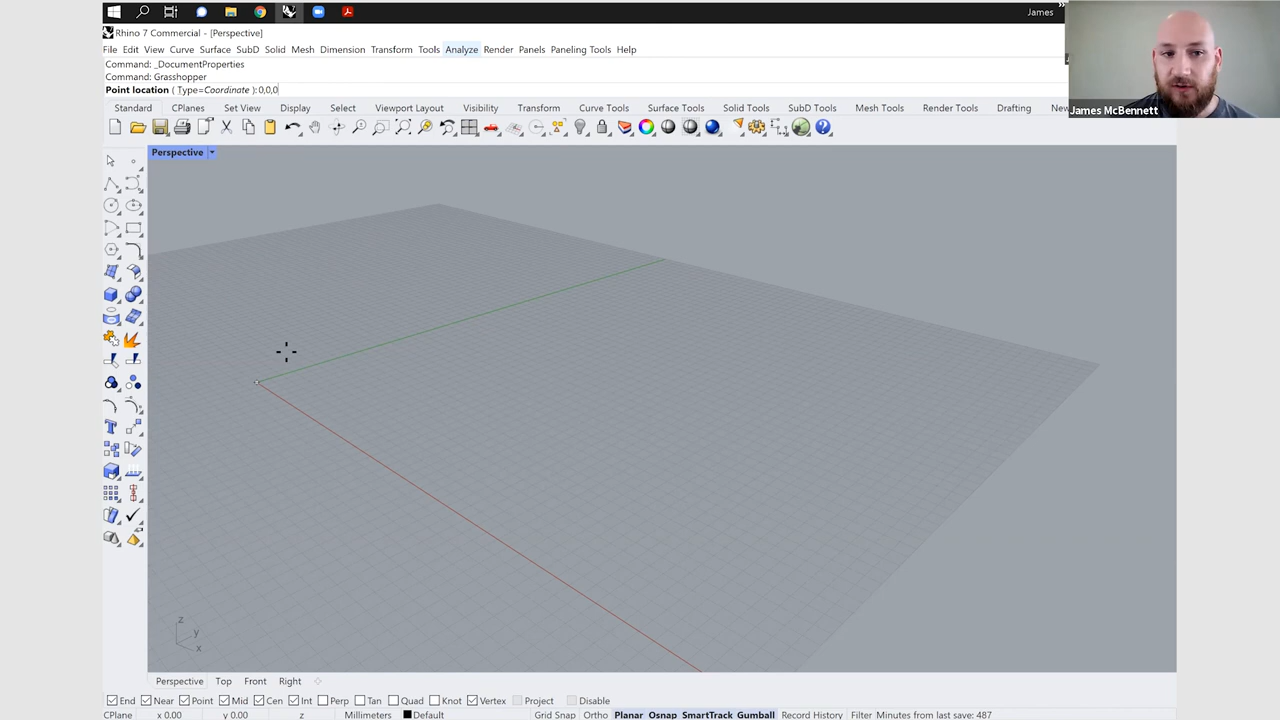 James
Rhino 7 Commercial - [Perspective]
File Edit View Curve Surface SubD Solid Mesh Dimension Transform Tools Analyze Render Panels Paneling Tools Help
Command: _DocumentProperties
Command: Grasshopper
Point location ( Type=Coordinate ): 0,0,0
James McBennett
Standard CPlanes Set View Display Select Viewport Layout Visibility Transform Curve Tools Surface Tools Solid Tools SubD Tools Mesh Tools Render Tools Drafting
Perspective
z
y
x
Perspective Top Front Right
End Near Point Mid Cen Int Perp Tan Quad Knot Vertex Project Disable
CPlane x 0.00 y 0.00 z Millimeters Default Grid Snap Ortho Planar Osnap SmartTrack Gumball Record History Filter Minutes from last save: 487